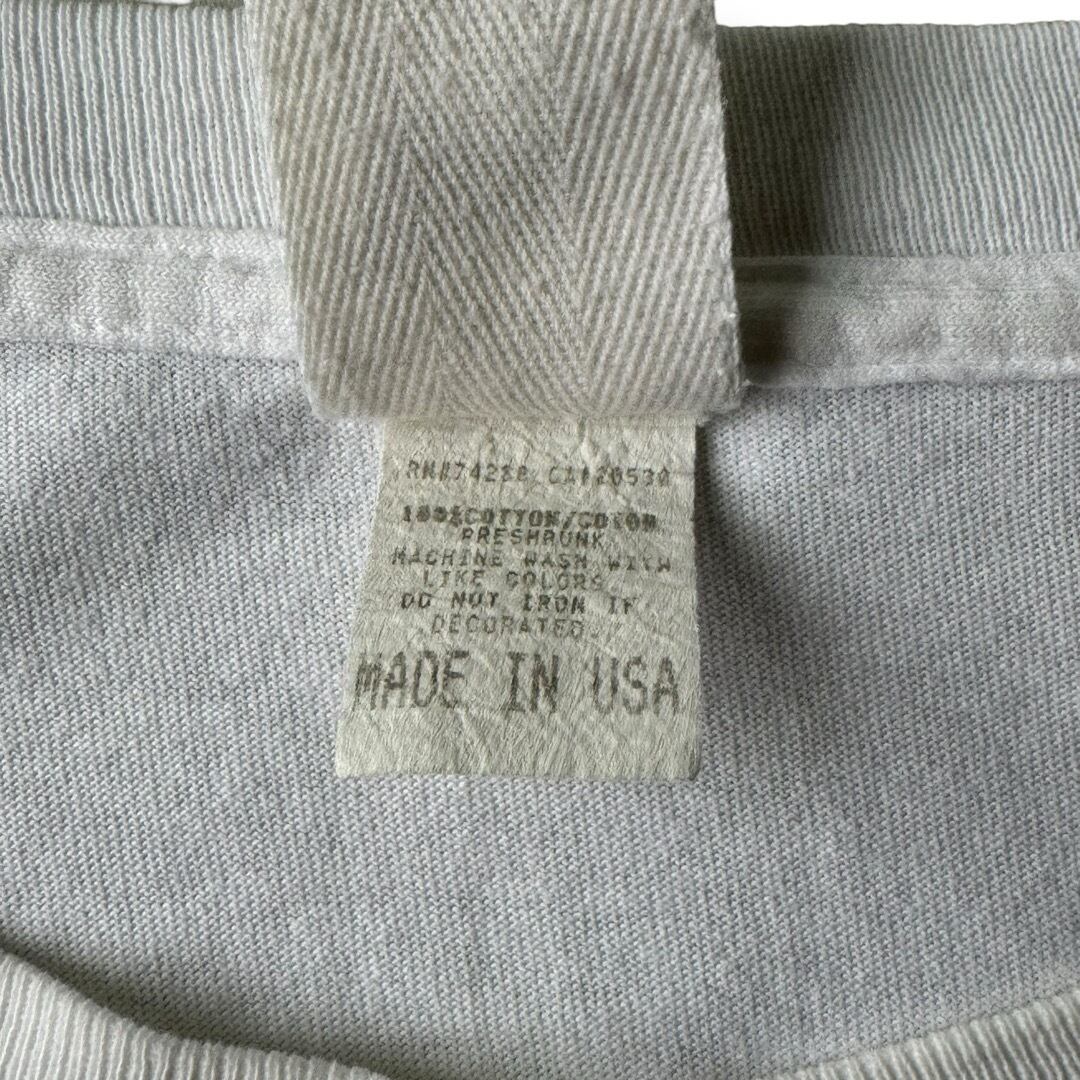 RN#74218 CA#20530
100%COTTON/COTON
PRESHRUNK
MACHINE WASH WITH
LIKE COLORS
DO NOT IRON IF
DECORATED.
MADE IN USA